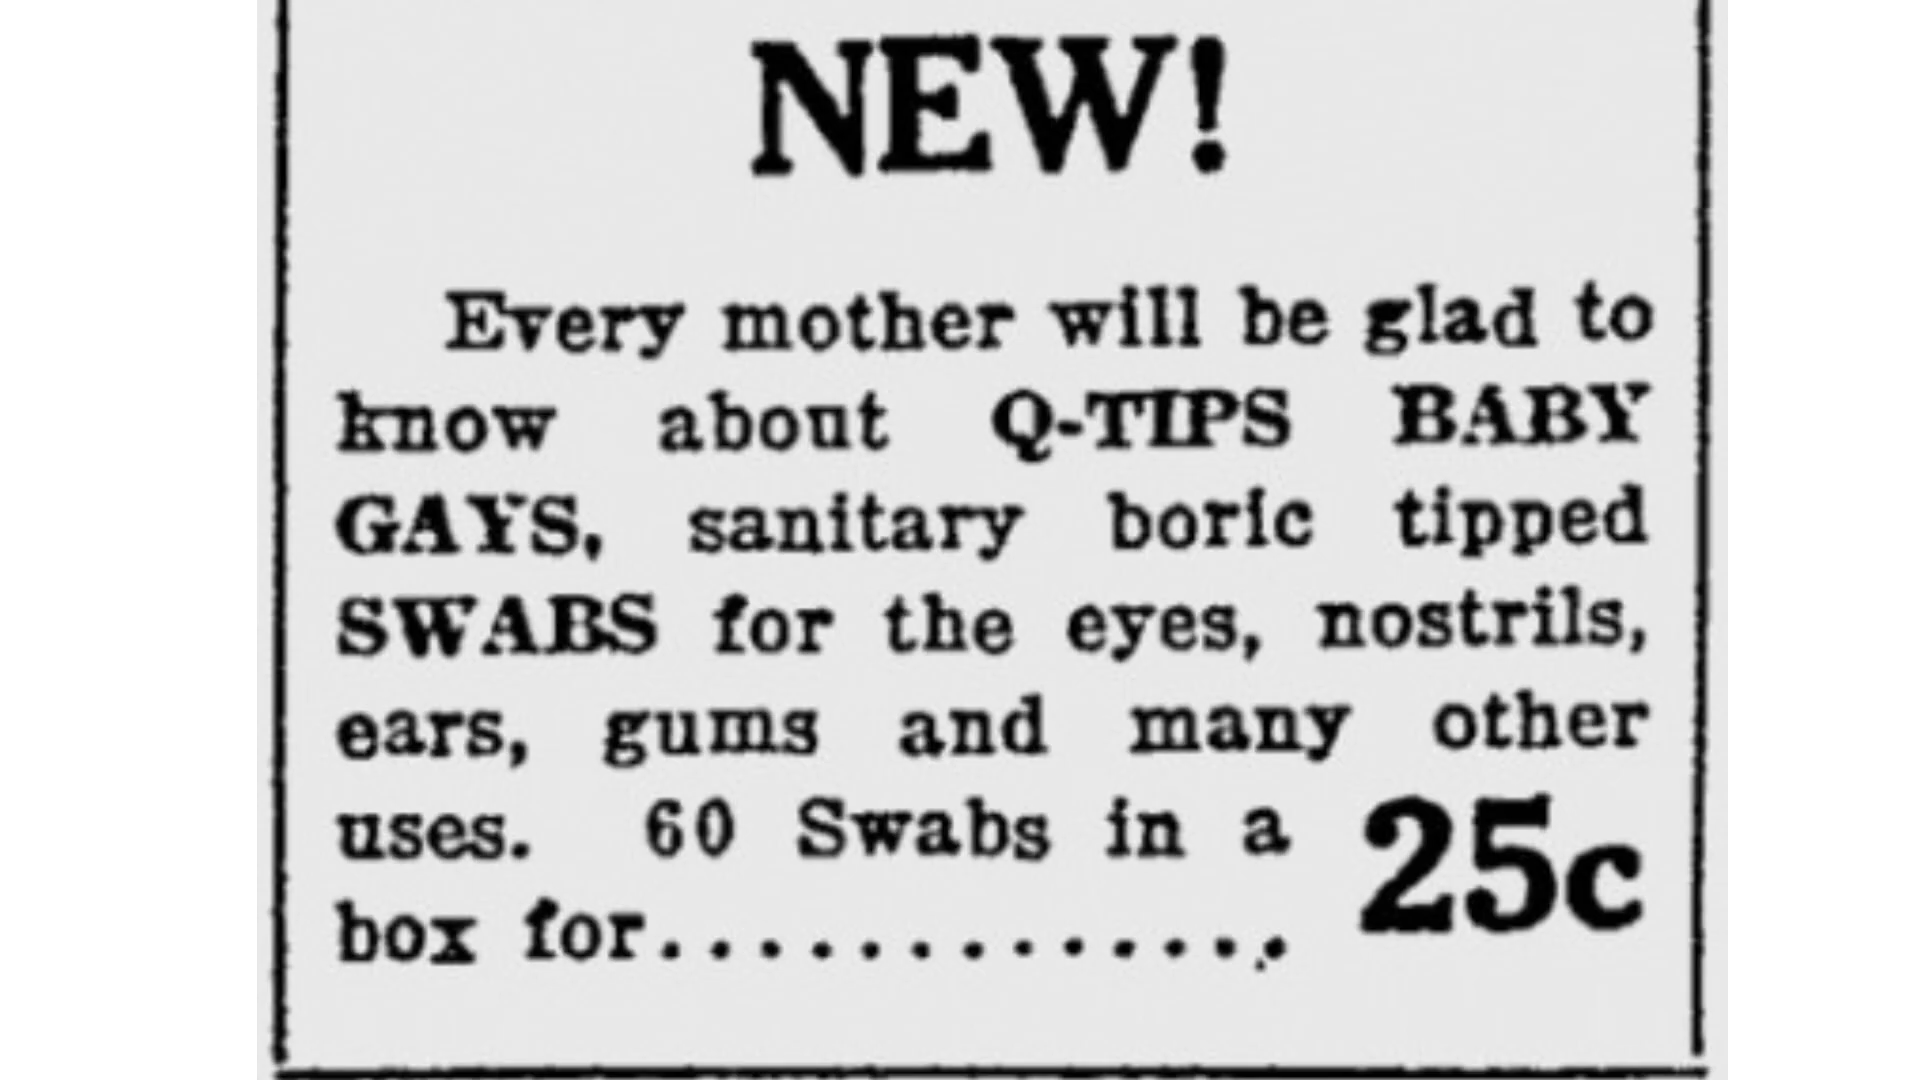 NEW!
Every mother will be glad to
know about Q-TIPS BABY
GAYS, sanitary boric tipped
SWABS for the eyes, nostrils,
ears, gums and many other
uses. 60 Swabs in a
box for.............. 25c